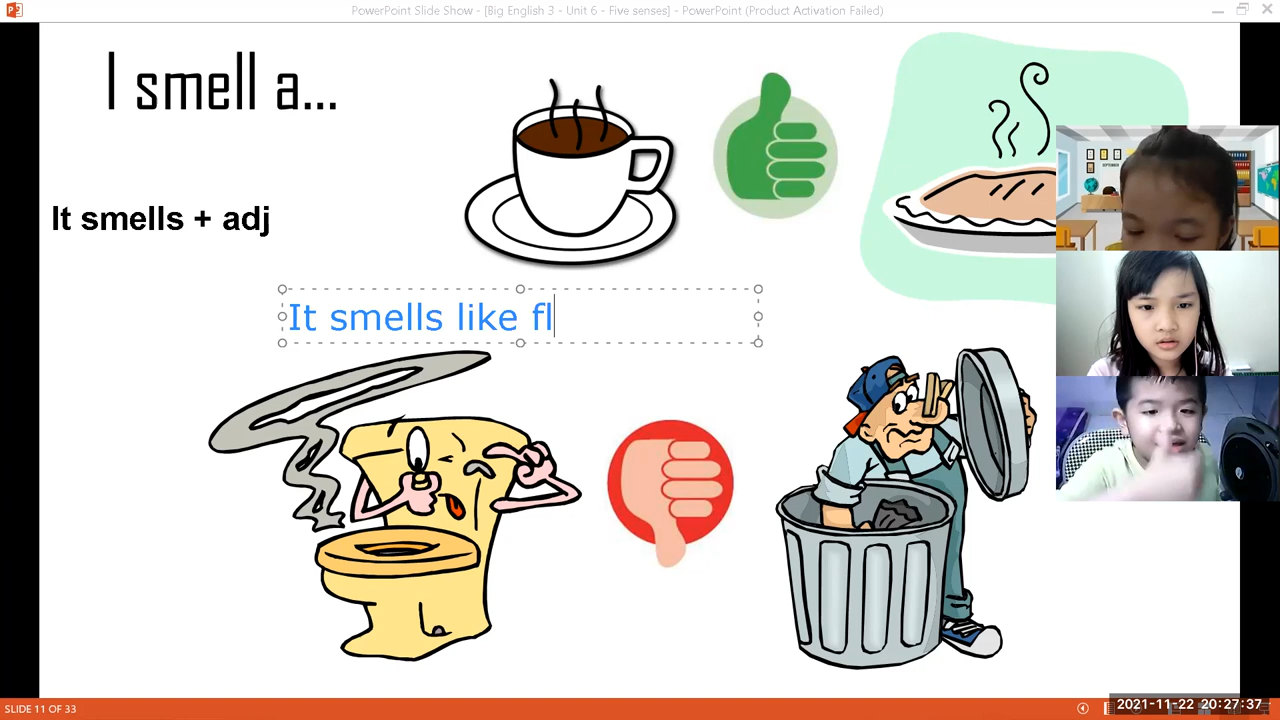 PowerPoint Slide Show - [Big English 3 - Unit 6 - Five senses] - PowerPoint (Product Activation Failed)
I smell a...
It smells + adj
It smells like fl
SLIDE 11 OF 33
2021-11-22 20:27:37